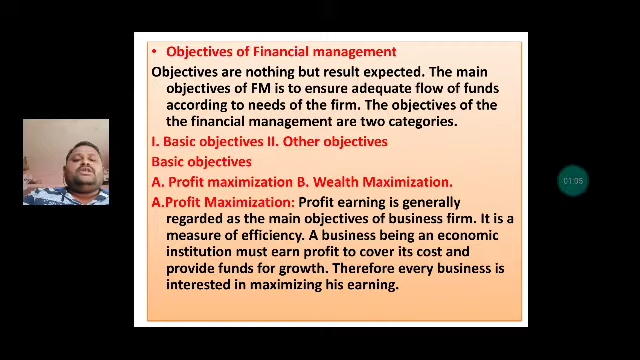 • Objectives of Financial management
Objectives are nothing but result expected. The main
objectives of FM is to ensure adequate flow of funds
according to needs of the firm. The objectives of the
the financial management are two categories.
I. Basic objectives II. Other objectives
Basic objectives
A. Profit maximization B. Wealth Maximization.
A.Profit Maximization: Profit earning is generally
regarded as the main objectives of business firm. It is a
measure of efficiency. A business being an economic
institution must earn profit to cover its cost and
provide funds for growth. Therefore every business is
interested in maximizing his earning.
01:05